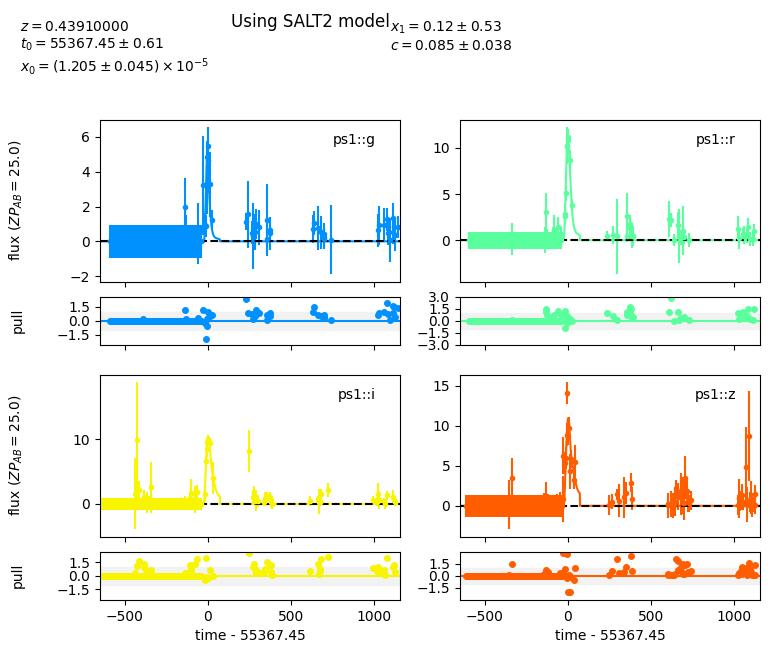 Using SALT2 model
z = 0.43910000
t0 = 55367.45 ± 0.61
x0 = (1.205 ± 0.045) × 10^-5
x1 = 0.12 ± 0.53
c = 0.085 ± 0.038
ps1::g
flux (ZP_AB = 25.0)
6
4
2
0
−2
ps1::r
10
5
0
pull
1.5
0.0
−1.5
3.0
1.5
0.0
−1.5
−3.0
ps1::i
flux (ZP_AB = 25.0)
10
0
ps1::z
15
10
5
0
pull
1.5
0.0
−1.5
1.5
0.0
−1.5
−500 0 500 1000
time - 55367.45
−500 0 500 1000
time - 55367.45